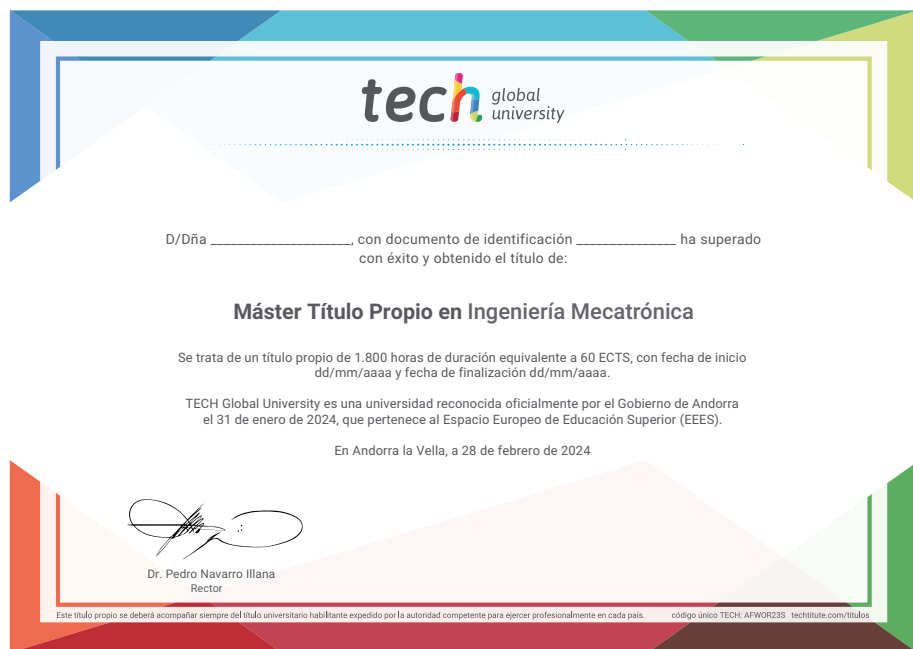 tech global
university
D/Dña _____________________, con documento de identificación _______________ ha superado
con éxito y obtenido el título de:
Máster Título Propio en Ingeniería Mecatrónica
Se trata de un título propio de 1.800 horas de duración equivalente a 60 ECTS, con fecha de inicio
dd/mm/aaaa y fecha de finalización dd/mm/aaaa.
TECH Global University es una universidad reconocida oficialmente por el Gobierno de Andorra
el 31 de enero de 2024, que pertenece al Espacio Europeo de Educación Superior (EEES).
En Andorra la Vella, a 28 de febrero de 2024
Dr. Pedro Navarro Illana
Rector
Este título propio se deberá acompañar siempre del título universitario habilitante expedido por la autoridad competente para ejercer profesionalmente en cada país. código único TECH: AFWOR23S techtitute.com/titulos